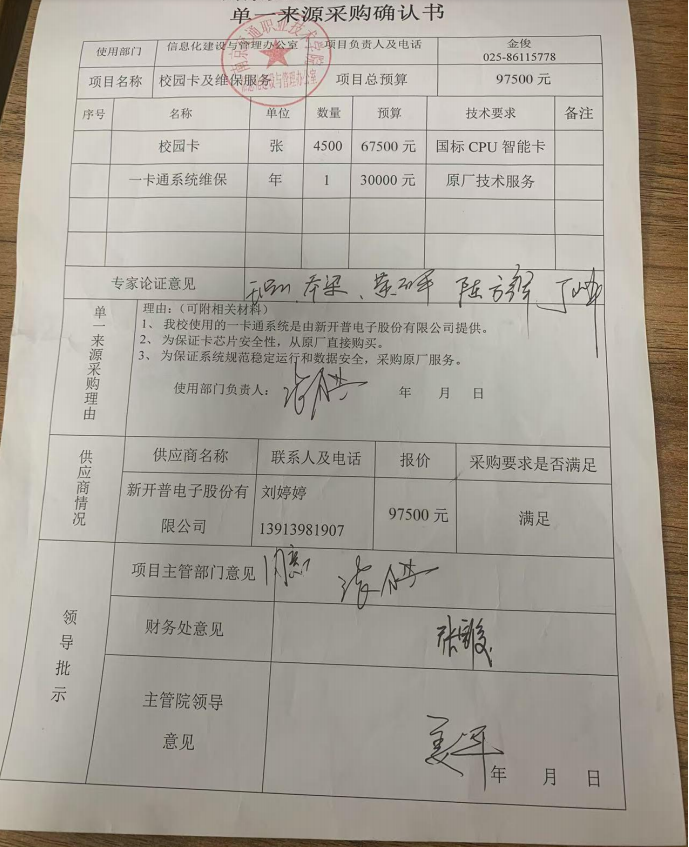 单一来源采购确认书
使用部门 信息化建设与管理办公室 项目负责人及电话 金俊
025-86115778
项目名称 校园卡及维保服务 项目总预算 97500 元
序号 名称 单位 数量 预算 技术要求 备注
校园卡 张 4500 67500 元 国标 CPU 智能卡
一卡通系统维保 年 1 30000 元 原厂技术服务
专家论证意见
单一来源采购理由
理由：（可附相关材料）
1、 我校使用的一卡通系统是由新开普电子股份有限公司提供。
2、 为保证卡芯片安全性，从原厂直接购买。
3、 为保证系统规范稳定运行和数据安全，采购原厂服务。
使用部门负责人： 年 月 日
供应商情况
供应商名称 联系人及电话 报价 采购要求是否满足
新开普电子股份有限公司 刘婷婷 13913981907 97500 元 满足
领导批示
项目主管部门意见 同意
财务处意见
主管院领导意见
年 月 日